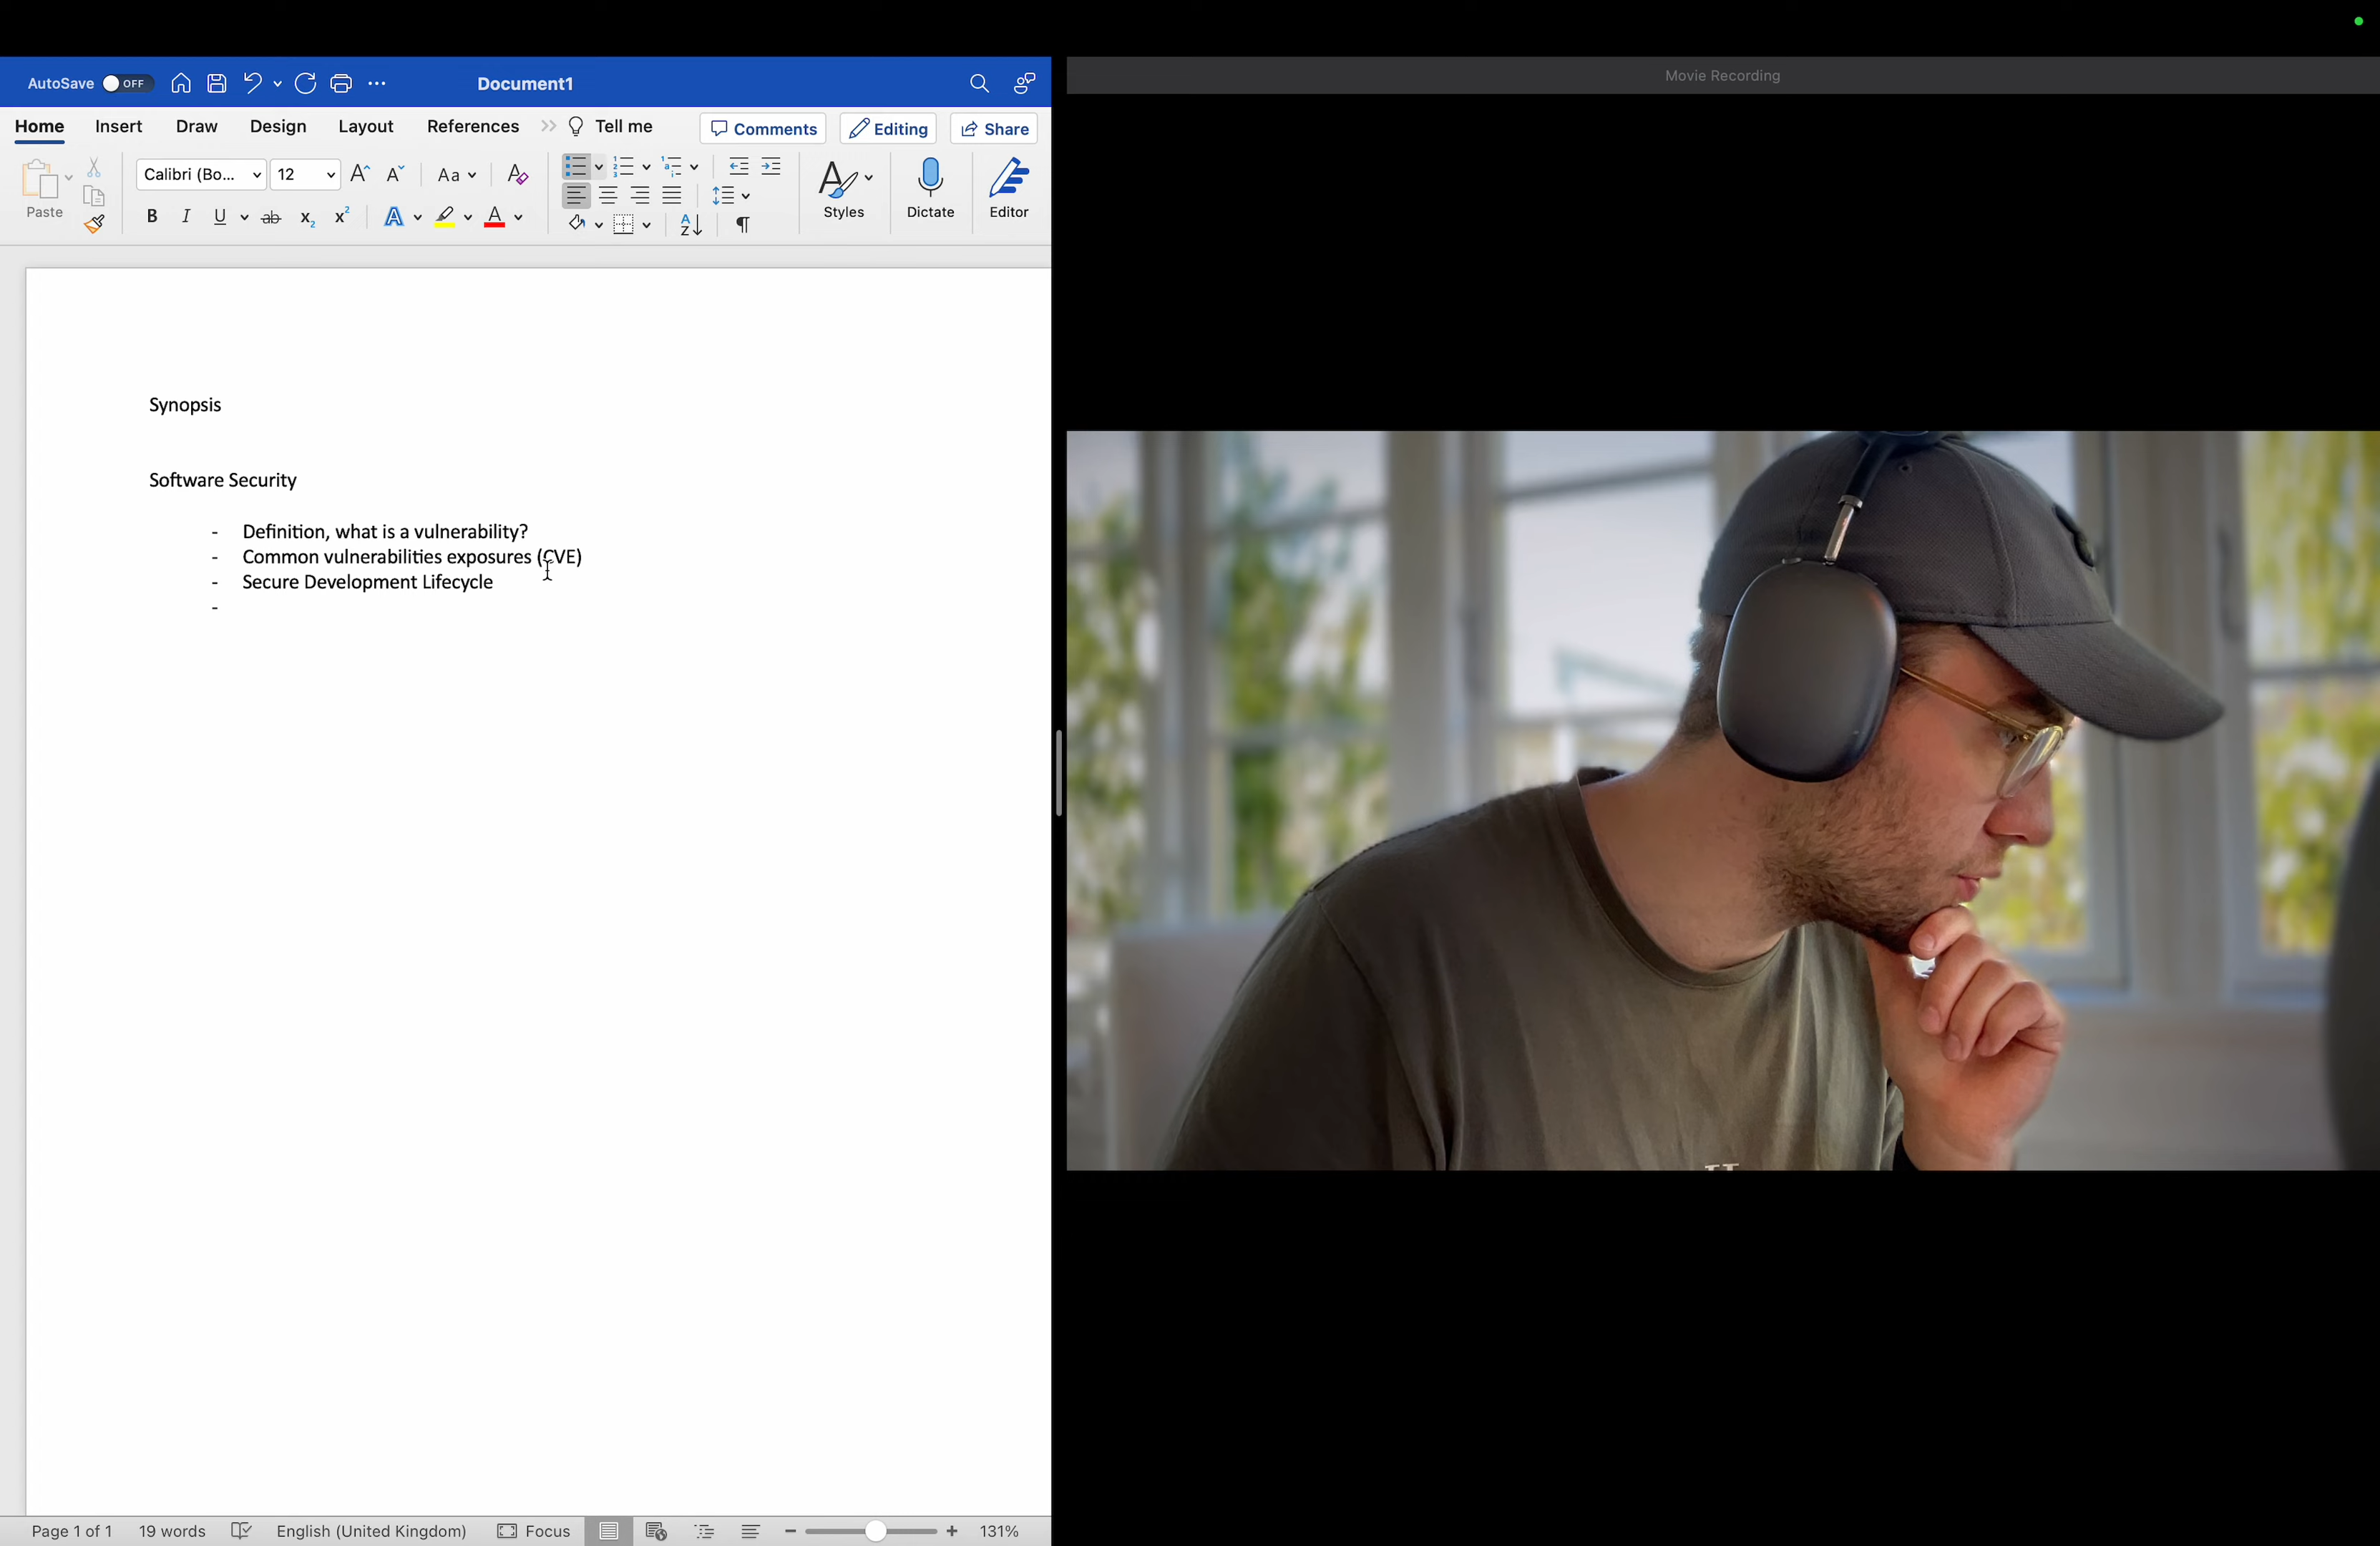 AutoSave OFF
Document1
Movie Recording
Home Insert Draw Design Layout References Tell me
Comments Editing Share
Paste
Calibri (Bo... 12
Aa
Styles
Dictate
Editor
Synopsis
Software Security
- Definition, what is a vulnerability?
- Common vulnerabilities exposures (CVE)
- Secure Development Lifecycle
-
Page 1 of 1 19 words English (United Kingdom) Focus 131%